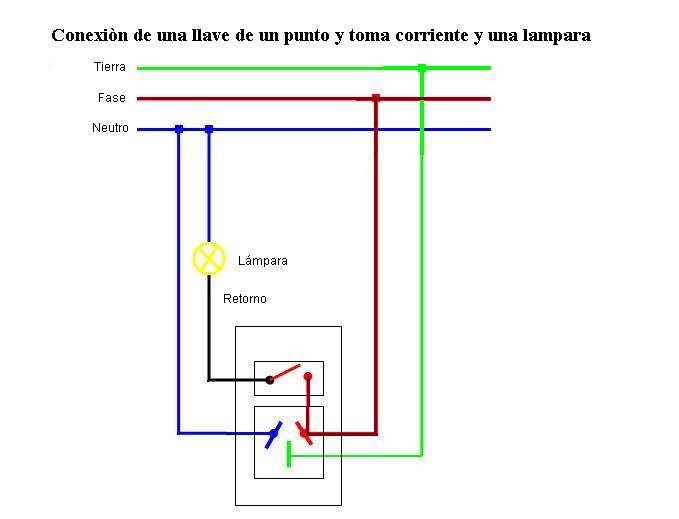 Conexiòn de una llave de un punto y toma corriente y una lampara
Tierra
Fase
Neutro
Lámpara
Retorno